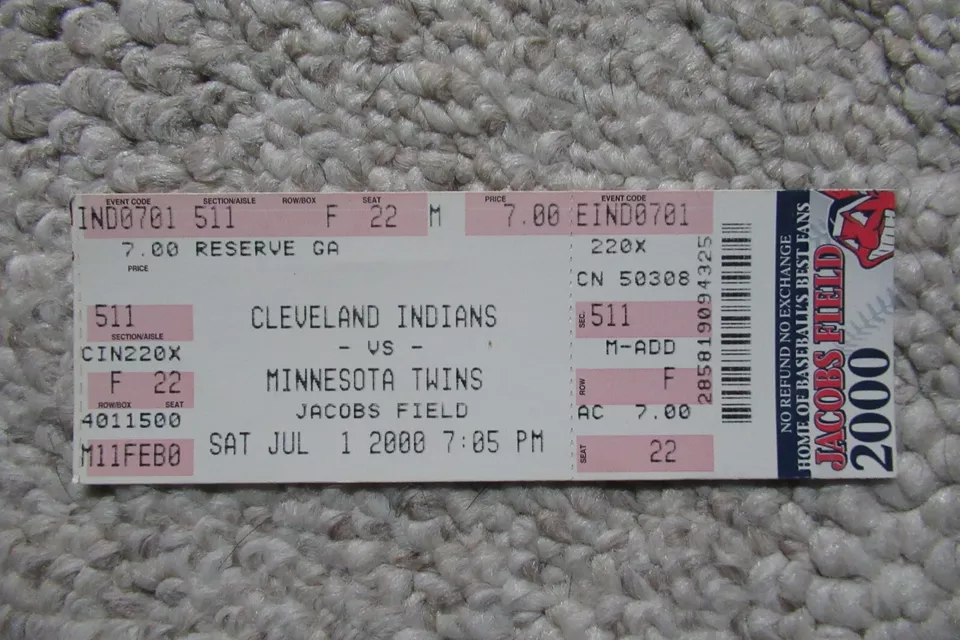 EVENT CODE SECTION/AISLE ROW/BOX SEAT PRICE EVENT CODE
IND0701 511 F 22 M 7.00 EIND0701
7.00 RESERVE GA 220X
PRICE
CN 50308
511 CLEVELAND INDIANS SEC. 511
SECTION/AISLE
CIN220X - VS - M-ADD
F 22 MINNESOTA TWINS ROW F
ROW/BOX SEAT
4011500 JACOBS FIELD AC 7.00
M11FEB0 SAT JUL 1 2000 7:05 PM SEAT 22
285819094325
NO REFUND NO EXCHANGE
HOME OF BASEBALL'S BEST FANS
JACOBS FIELD
2000